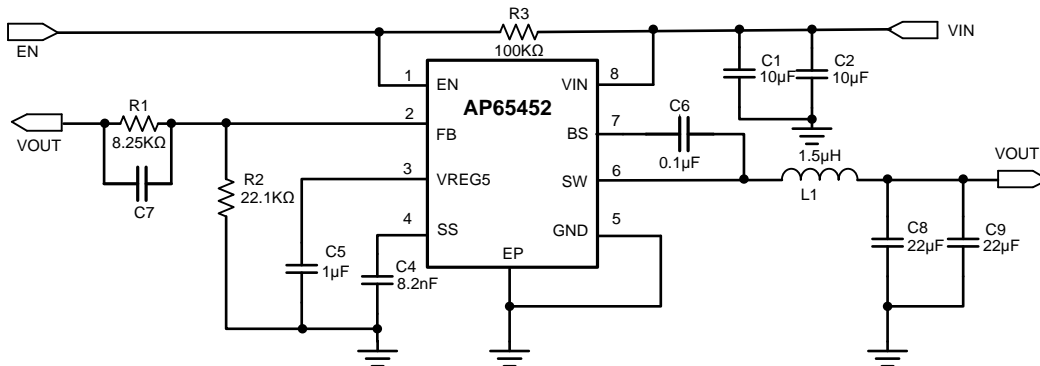 R3
EN
100KΩ
VIN
C1
10µF
C2
10µF
1
EN
VIN
8
AP65452
R1
8.25KΩ
VOUT
C7
2
FB
BS
7
C6
0.1µF
R2
22.1KΩ
3
VREG5
SW
6
1.5µH
L1
VOUT
4
SS
GND
5
EP
C5
1µF
C4
8.2nF
C8
22µF
C9
22µF